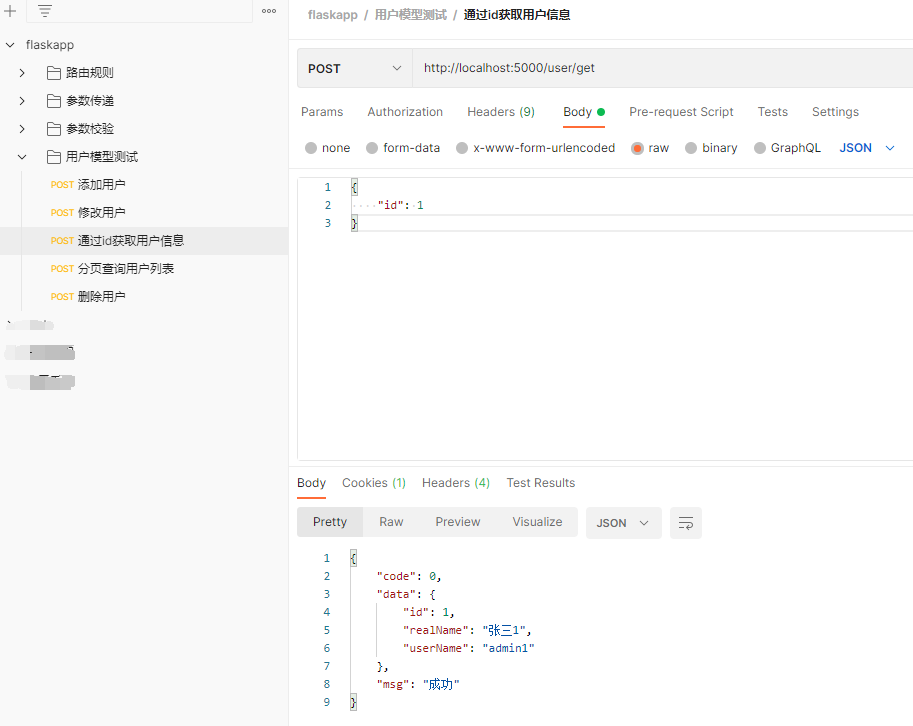 flaskapp
路由规则
参数传递
参数校验
用户模型测试
POST 添加用户
POST 修改用户
POST 通过id获取用户信息
POST 分页查询用户列表
POST 删除用户
flaskapp / 用户模型测试 / 通过id获取用户信息
POST http://localhost:5000/user/get
Params Authorization Headers (9) Body Pre-request Script Tests Settings
none form-data x-www-form-urlencoded raw binary GraphQL JSON
1 {
2 ····"id": 1
3 }
Body Cookies (1) Headers (4) Test Results
Pretty Raw Preview Visualize JSON
1 {
2 "code": 0,
3 "data": {
4 "id": 1,
5 "realName": "张三1",
6 "userName": "admin1"
7 },
8 "msg": "成功"
9 }